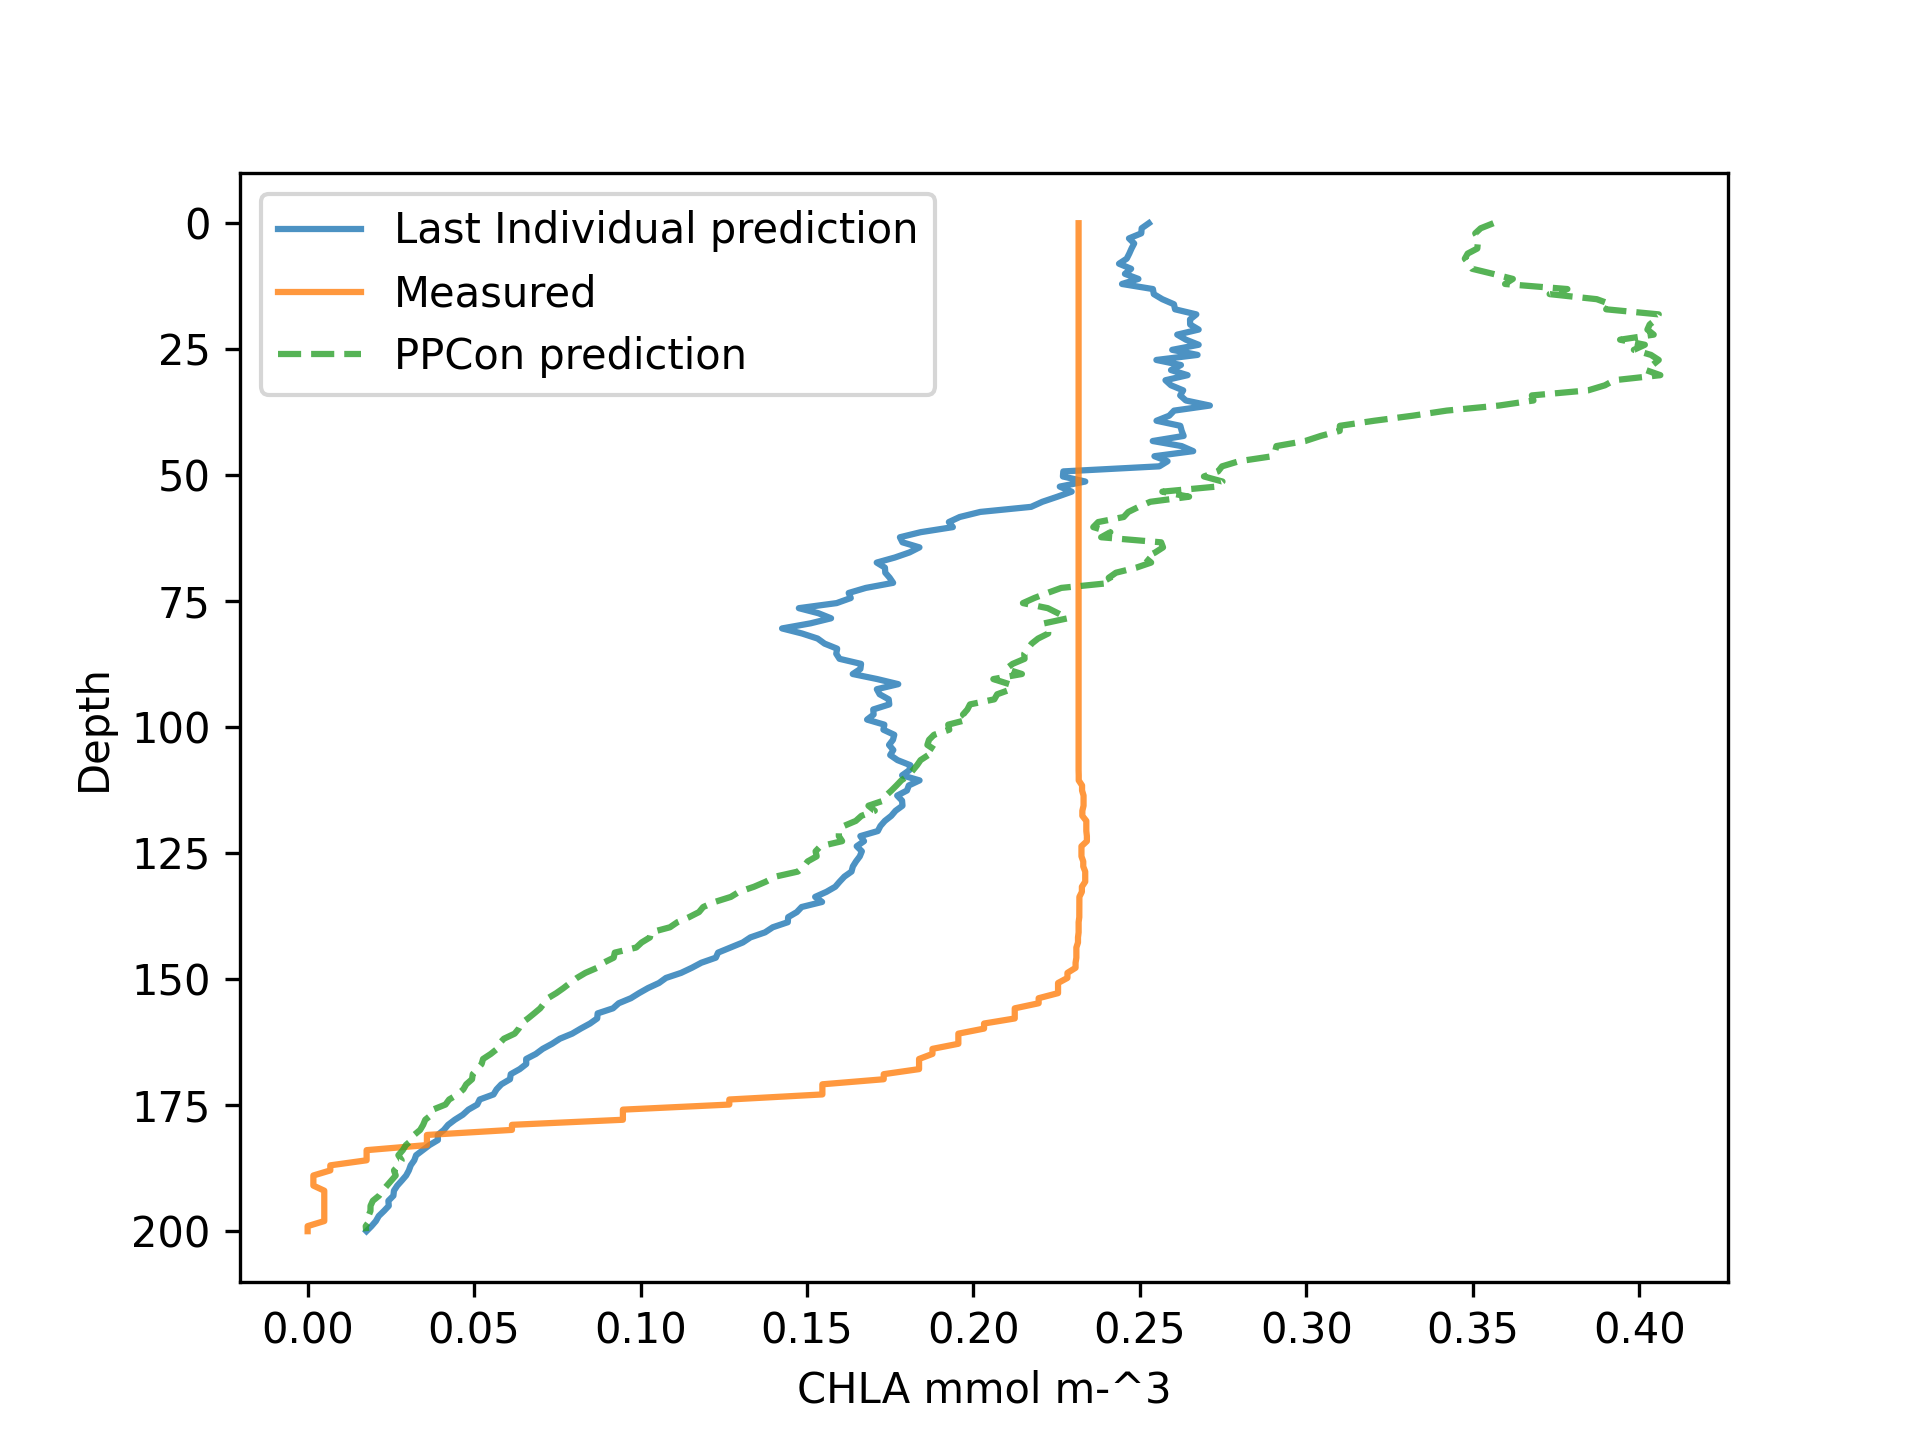 Last Individual prediction
Measured
PPCon prediction
0
25
50
75
100
125
150
175
200
Depth
0.00 0.05 0.10 0.15 0.20 0.25 0.30 0.35 0.40
CHLA mmol m-^3